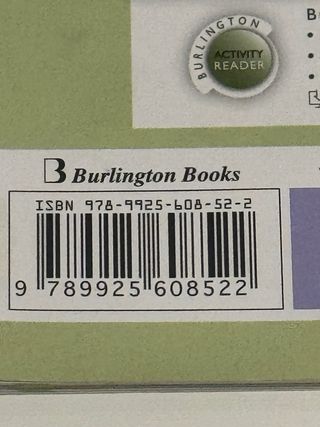 BURLINGTON
ACTIVITY
READER
B Burlington Books
ISBN 978-9925-608-52-2
9 789925 608522